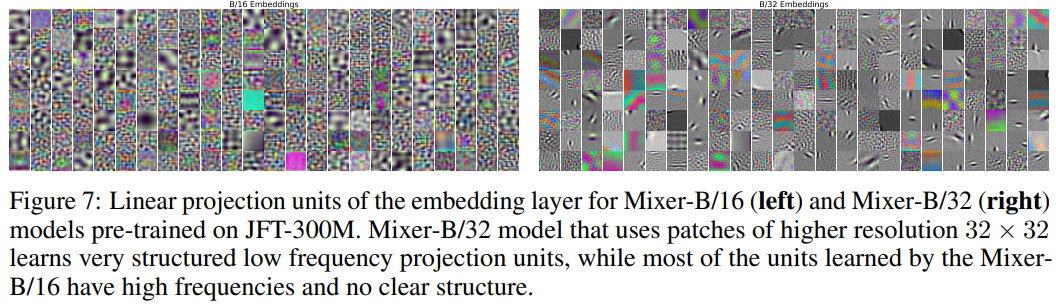 B/16 Embeddings
B/32 Embeddings
Figure 7: Linear projection units of the embedding layer for Mixer-B/16 (left) and Mixer-B/32 (right)
models pre-trained on JFT-300M. Mixer-B/32 model that uses patches of higher resolution 32 × 32
learns very structured low frequency projection units, while most of the units learned by the Mixer-
B/16 have high frequencies and no clear structure.